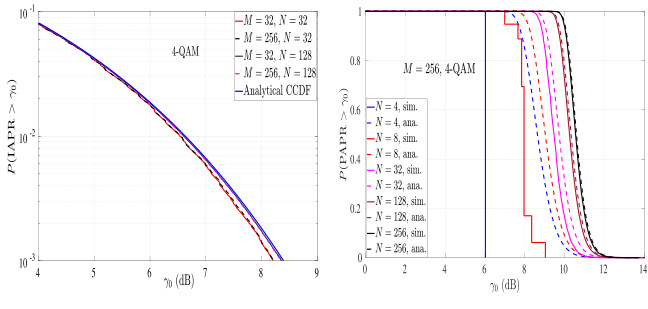 10^-1
10^-2
10^-3
P(IAPR > γ0)
4-QAM
M = 32, N = 32
M = 256, N = 32
M = 32, N = 128
M = 256, N = 128
Analytical CCDF
4
5
6
7
8
9
γ0 (dB)
1
0.8
0.6
0.4
0.2
0
P(PAPR > γ0)
M = 256, 4-QAM
N = 4, sim.
N = 4, ana.
N = 8, sim.
N = 8, ana.
N = 32, sim.
N = 32, ana.
N = 128, sim.
N = 128, ana.
N = 256, sim.
N = 256, ana.
0
2
4
6
8
10
12
14
γ0 (dB)